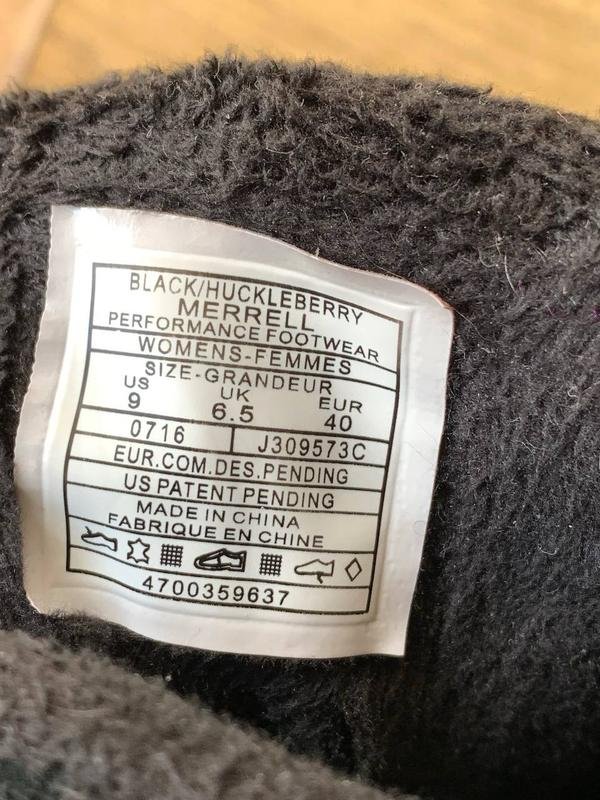 BLACK/HUCKLEBERRY
MERRELL
PERFORMANCE FOOTWEAR
WOMENS-FEMMES
SIZE-GRANDEUR
US UK EUR
9 6.5 40
0716 J309573C
EUR.COM.DES.PENDING
US PATENT PENDING
MADE IN CHINA
FABRIQUE EN CHINE
4700359637